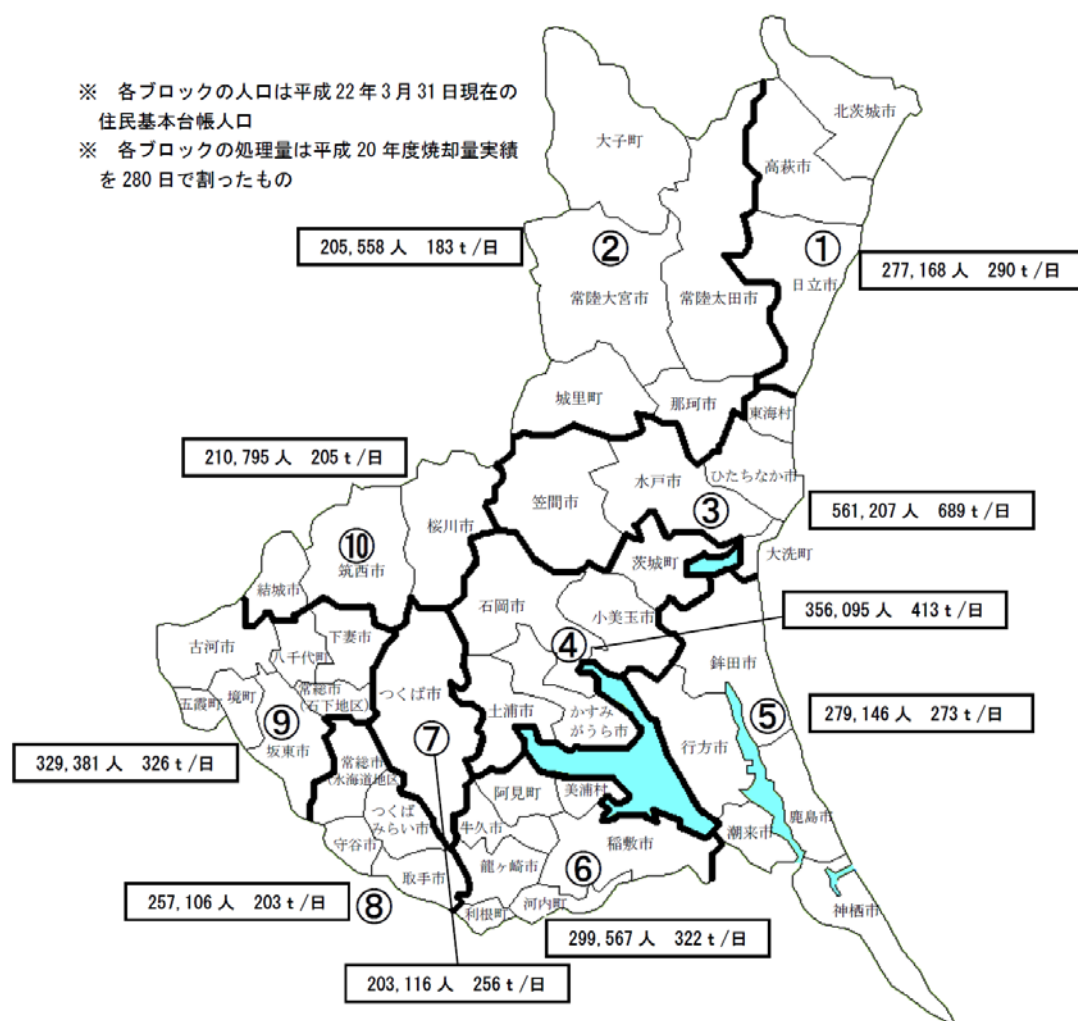 ※ 各ブロックの人口は平成22年3月31日現在の
住民基本台帳人口
※ 各ブロックの処理量は平成20年度焼却量実績
を280日で割ったもの
北茨城市
大子町
高萩市
205,558人 183t/日
②
①
277,168人 290t/日
日立市
常陸大宮市
常陸太田市
城里町
那珂市
東海村
210,795人 205t/日
ひたちなか市
水戸市
笠間市
③
561,207人 689t/日
桜川市
⑩
筑西市
茨城町
大洗町
結城市
石岡市
小美玉市
356,095人 413t/日
古河市
下妻市
八千代町
④
鉾田市
つくば市
五霞町
境町
常総市
(石下地区)
土浦市
かすみ
がうら市
⑤
279,146人 273t/日
⑨
坂東市
⑦
行方市
329,381人 326t/日
常総市
(水海道地区)
阿見町
美浦村
つくば
みらい市
牛久市
稲敷市
潮来市
鹿島市
守谷市
龍ヶ崎市
⑥
取手市
257,106人 203t/日
⑧
利根町
河内町
神栖市
299,567人 322t/日
203,116人 256t/日